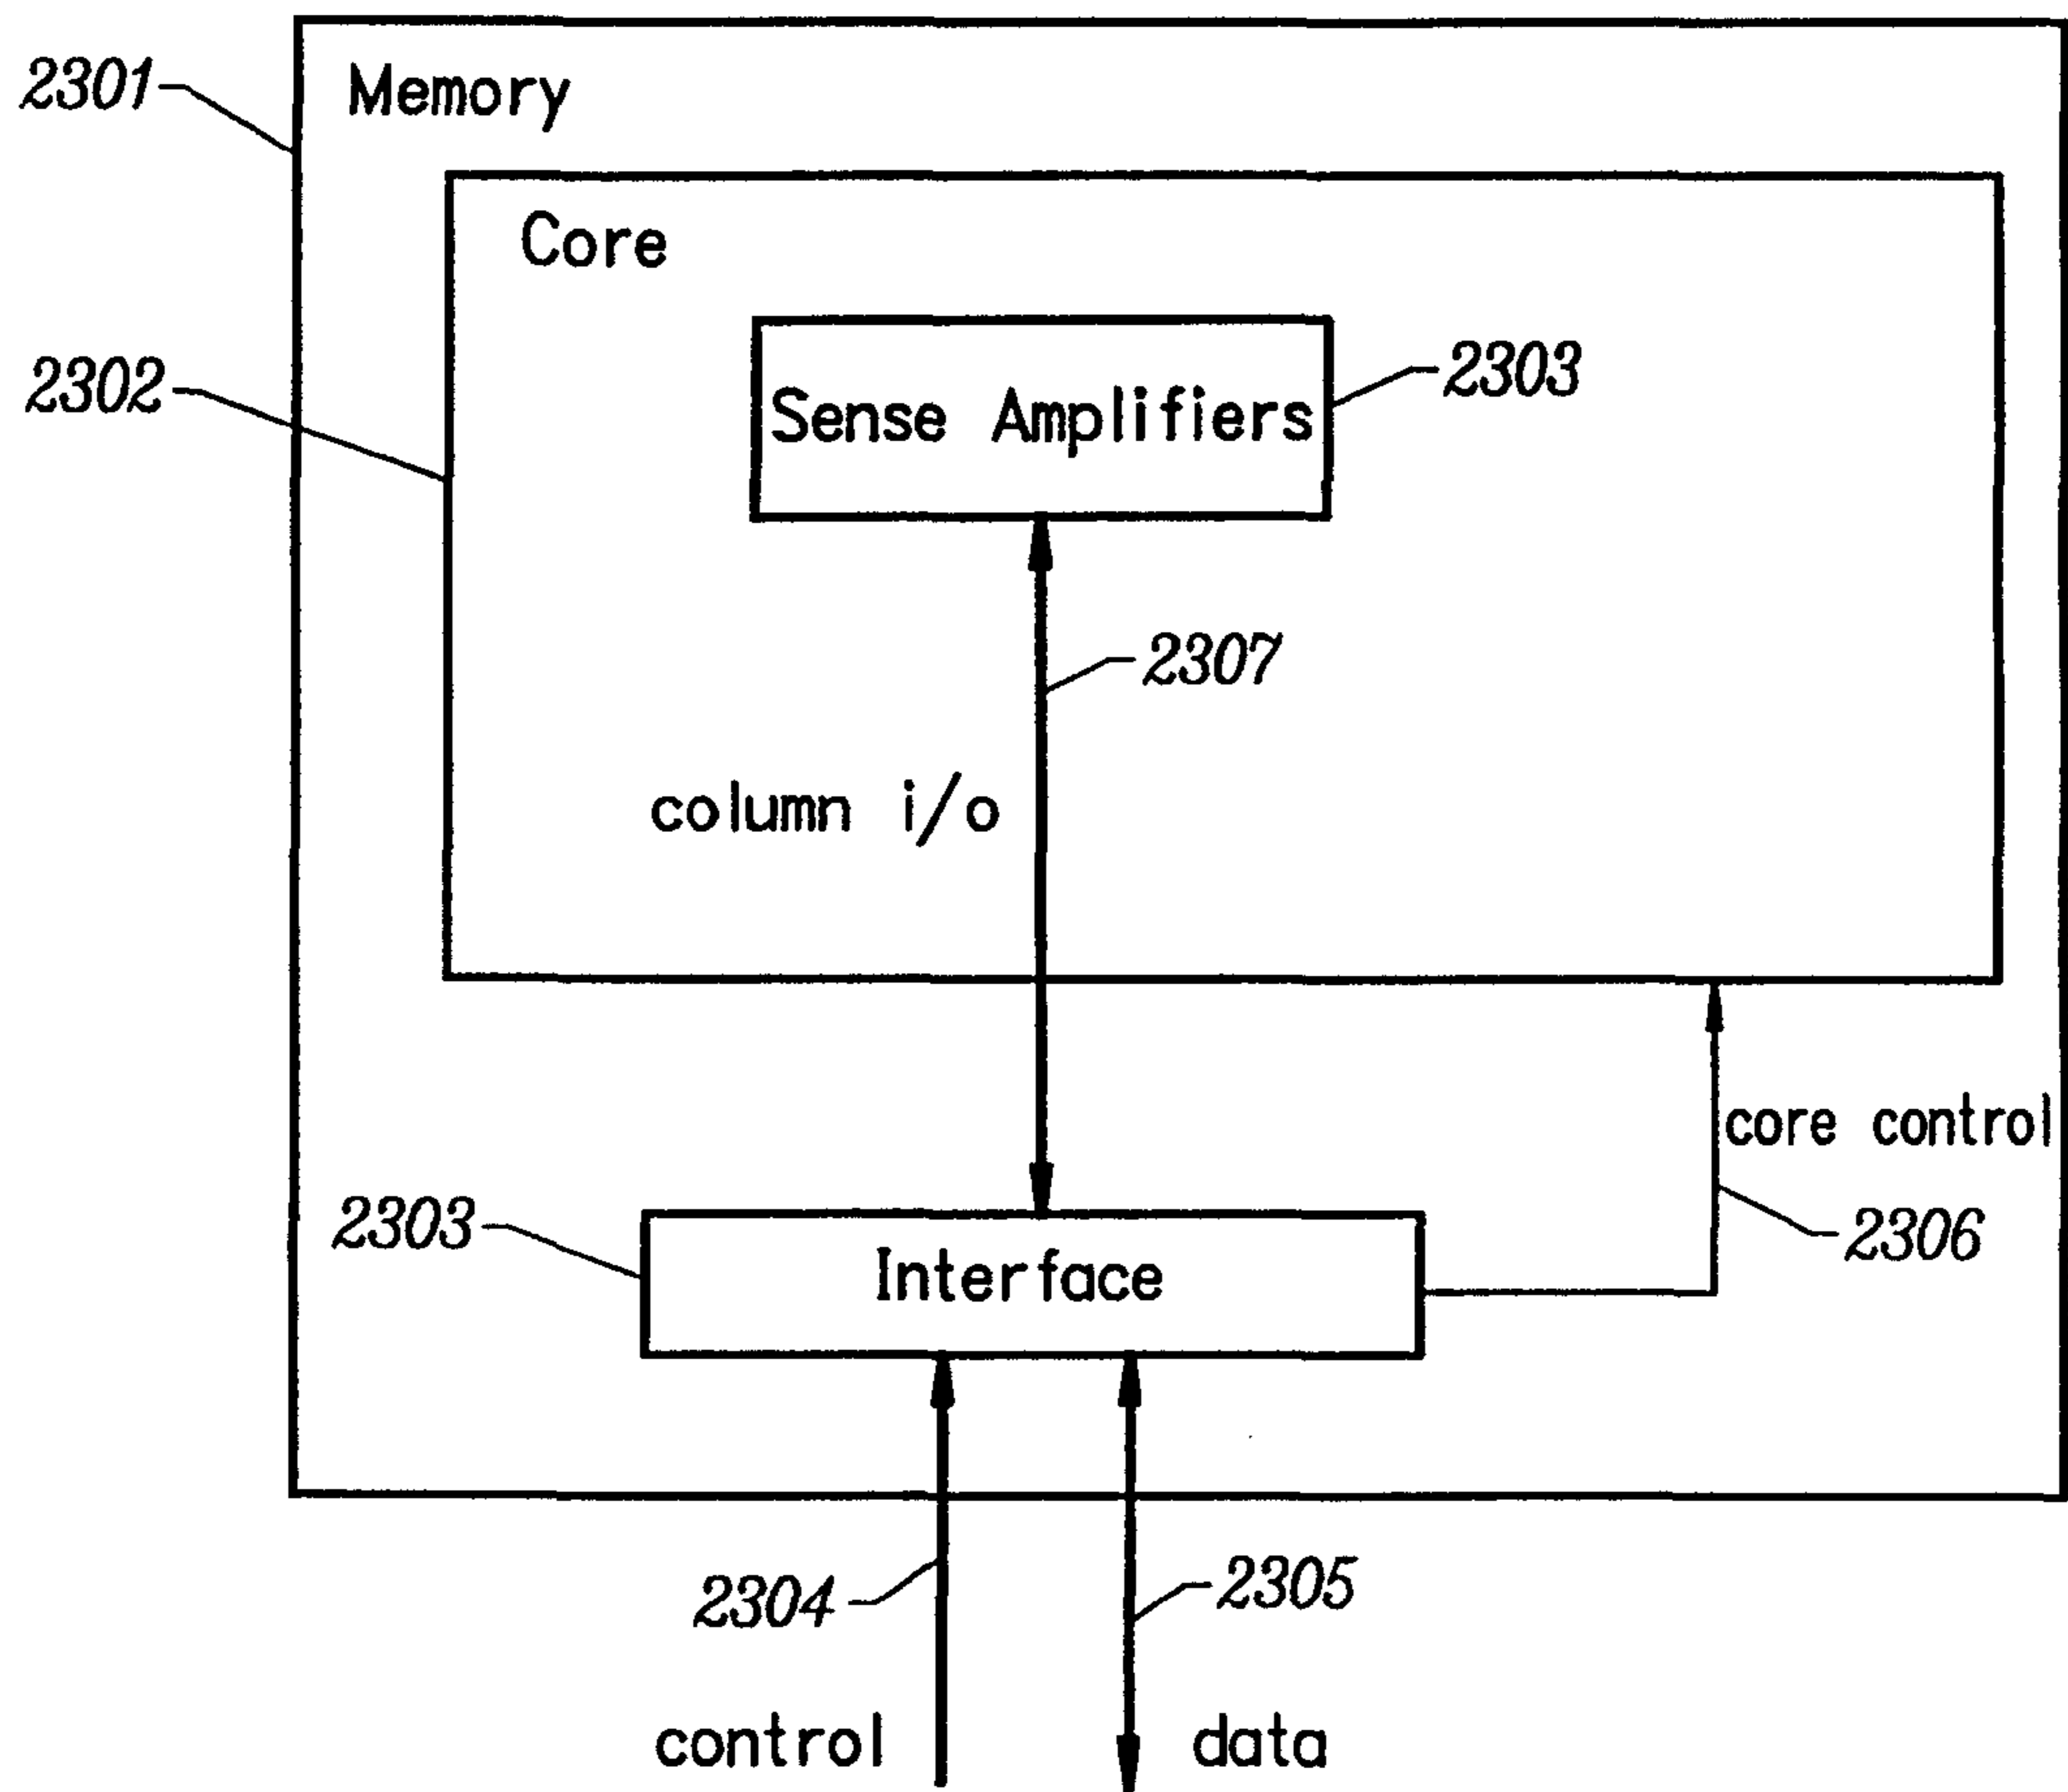 2301
Memory
Core
2302
2303
Sense Amplifiers
2307
column i/o
core control
2303
Interface
2306
2304
2305
control
data